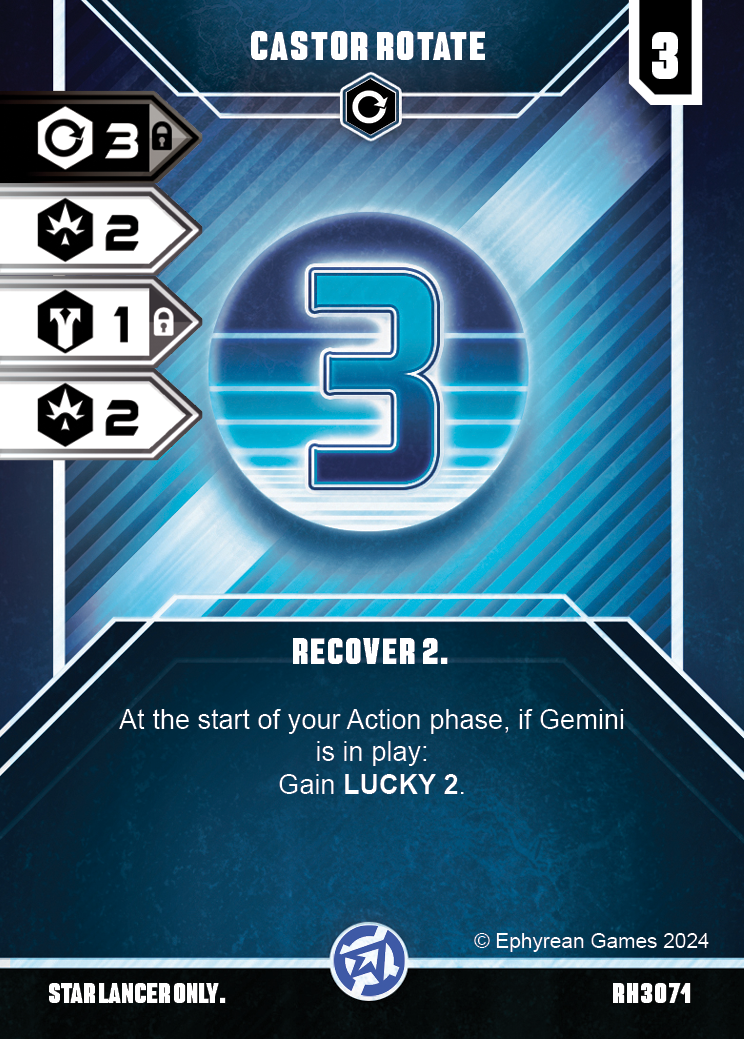 CASTOR ROTATE
3
3
2
1
2
3
RECOVER 2.
At the start of your Action phase, if Gemini
is in play:
Gain LUCKY 2.
© Ephyrean Games 2024
STAR LANCER ONLY.
RH3071